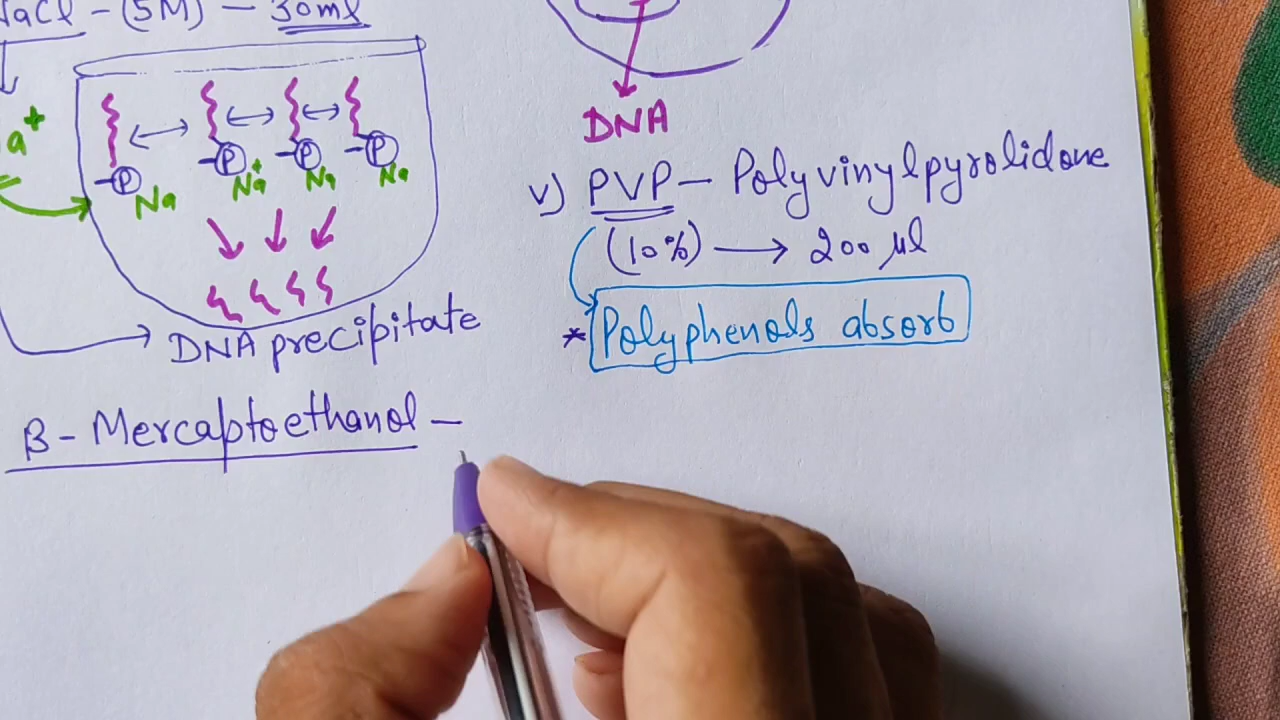 NaCl - (5M) - 30ml
a⁺
P P P P
Na Na⁺ Na Na
DNA precipitate
DNA
v) PVP - Polyvinylpyrolidone
(10%) → 200 μl
* Polyphenols absorb
β - Mercaptoethanol -